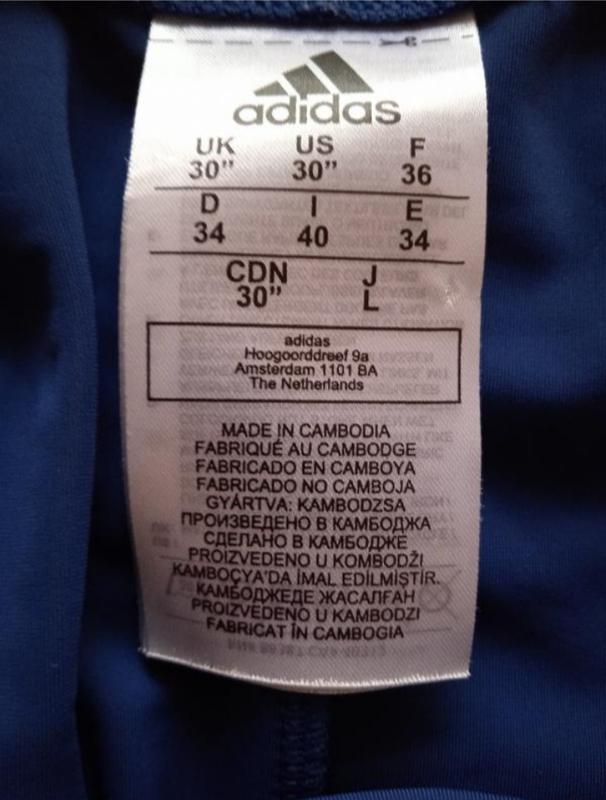 adidas
UK US F
30” 30” 36
D I E
34 40 34
CDN J
30” L
adidas
Hoogoorddreef 9a
Amsterdam 1101 BA
The Netherlands
MADE IN CAMBODIA
FABRIQUÉ AU CAMBODGE
FABRICADO EN CAMBOYA
FABRICADO NO CAMBOJA
GYÁRTVA: KAMBODZSA
ПРОИЗВЕДЕНО В КАМБОДЖА
СДЕЛАНО В КАМБОДЖЕ
PROIZVEDENO U KOMBODŽI
KAMBOÇYA'DA İMAL EDİLMİŞTİR.
КАМБОДЖЕДЕ ЖАСАЛҒАН
PROIZVEDENO U KAMBODZI
FABRICAT ÎN CAMBOGIA